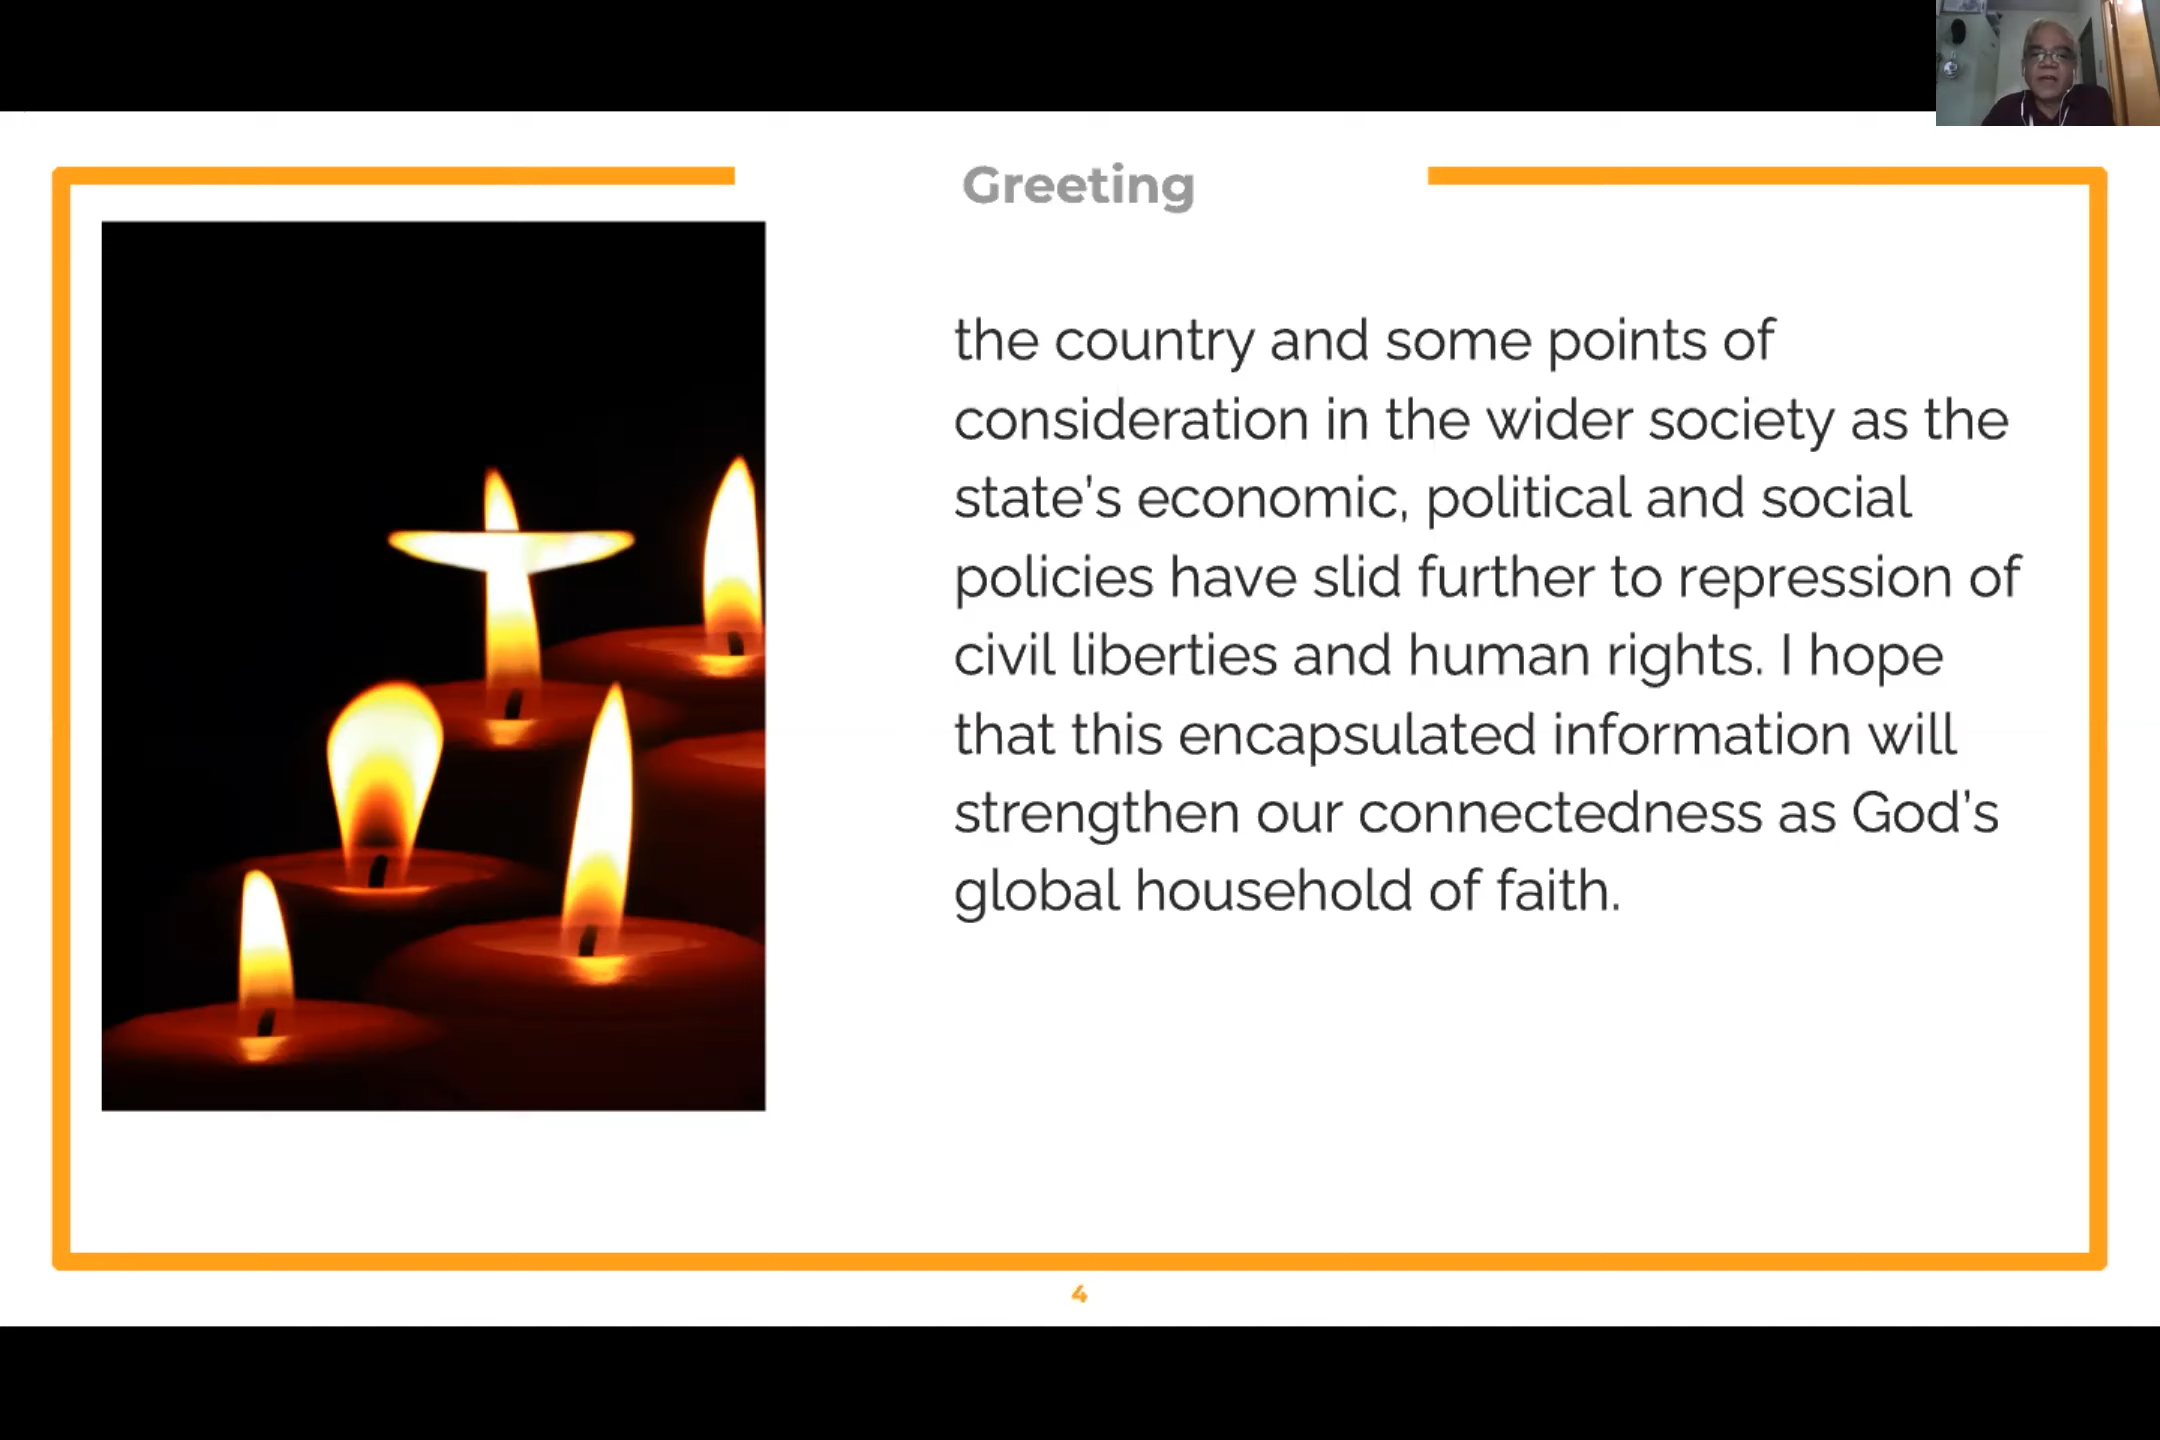 Greeting
the country and some points of
consideration in the wider society as the
state's economic, political and social
policies have slid further to repression of
civil liberties and human rights. I hope
that this encapsulated information will
strengthen our connectedness as God's
global household of faith.
4